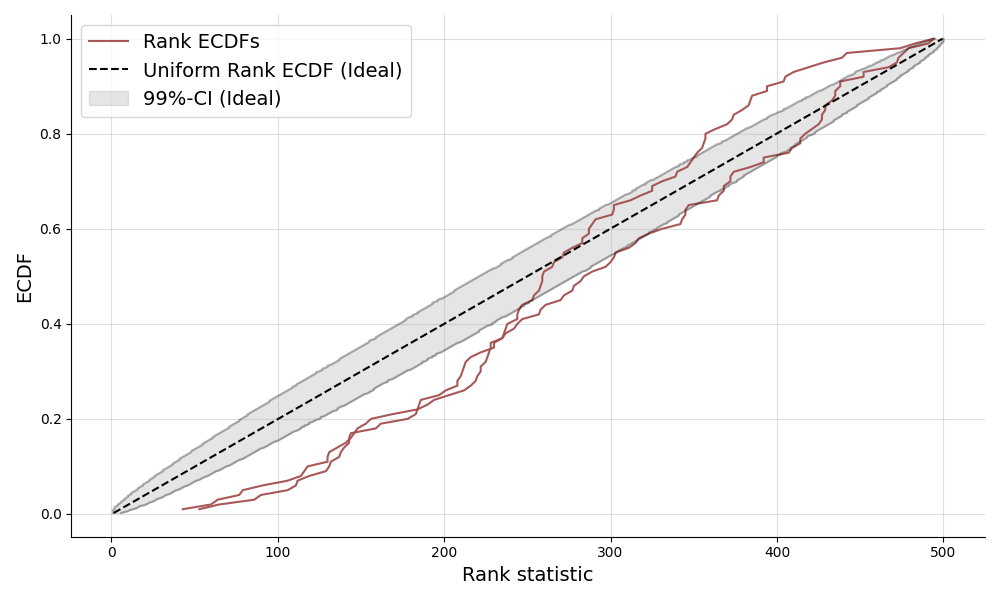 Rank ECDFs
Uniform Rank ECDF (Ideal)
99%-CI (Ideal)
ECDF
1.0
0.8
0.6
0.4
0.2
0.0
0 100 200 300 400 500
Rank statistic